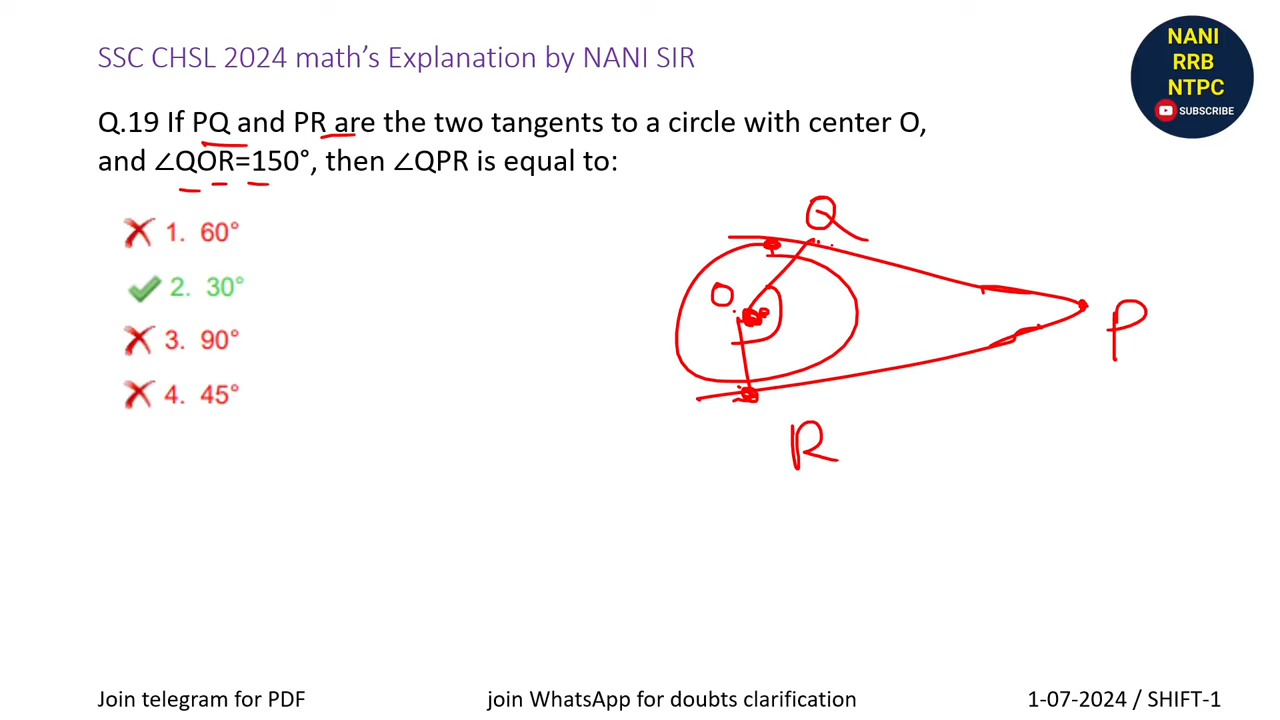 SSC CHSL 2024 math’s Explanation by NANI SIR
NANI
RRB
NTPC
SUBSCRIBE
Q.19 If PQ and PR are the two tangents to a circle with center O,
and ∠QOR=150°, then ∠QPR is equal to:
1. 60°
2. 30°
3. 90°
4. 45°
Q
O
P
R
Join telegram for PDF
join WhatsApp for doubts clarification
1-07-2024 / SHIFT-1